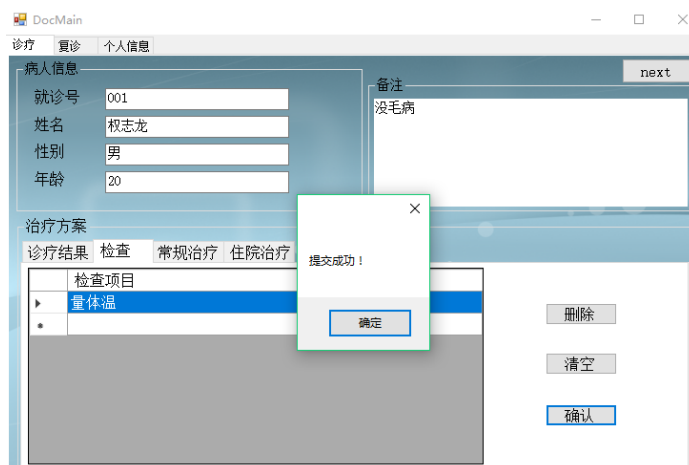 DocMain
诊疗 复诊 个人信息
next
病人信息
就诊号 001
姓名 权志龙
性别 男
年龄 20
备注
没毛病
治疗方案
诊疗结果 检查 常规治疗 住院治疗
检查项目
量体温
提交成功！
确定
删除
清空
确认